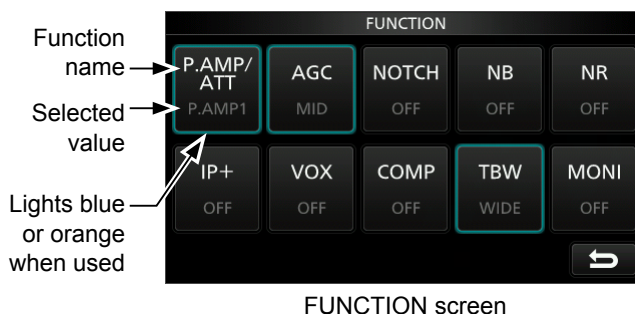 FUNCTION
Function
name
P.AMP/
ATT
AGC
NOTCH
NB
NR
Selected
value
P.AMP1
MID
OFF
OFF
OFF
IP+
VOX
COMP
TBW
MONI
Lights blue
or orange
when used
OFF
OFF
OFF
WIDE
OFF
FUNCTION screen